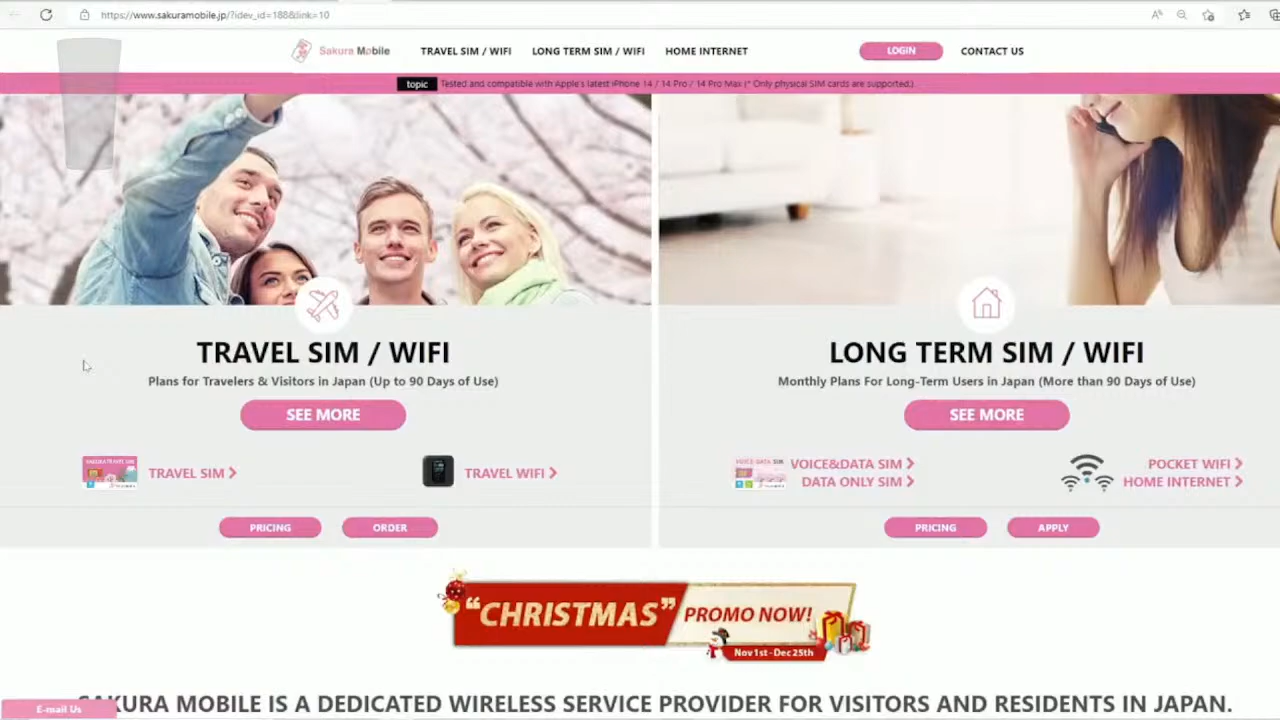 https://www.sakuramobile.jp/?idev_id=188&link=10
Sakura Mobile
TRAVEL SIM / WIFI
LONG TERM SIM / WIFI
HOME INTERNET
LOGIN
CONTACT US
topic
Tested and compatible with Apple's latest iPhone 14 / 14 Pro / 14 Pro Max (* Only physical SIM cards are supported.)
TRAVEL SIM / WIFI
Plans for Travelers & Visitors in Japan (Up to 90 Days of Use)
SEE MORE
TRAVEL SIM
TRAVEL WIFI
PRICING
ORDER
LONG TERM SIM / WIFI
Monthly Plans For Long-Term Users in Japan (More than 90 Days of Use)
SEE MORE
VOICE&DATA SIM
DATA ONLY SIM
POCKET WIFI
HOME INTERNET
PRICING
APPLY
"CHRISTMAS" PROMO NOW!
Nov 1st - Dec 25th
SAKURA MOBILE IS A DEDICATED WIRELESS SERVICE PROVIDER FOR VISITORS AND RESIDENTS IN JAPAN.
E-mail Us